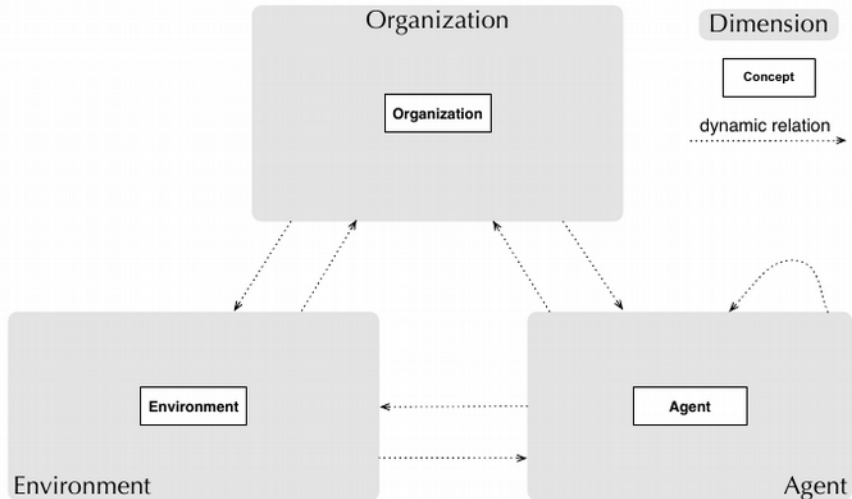 Organization
Dimension
Concept
Organization
dynamic relation
Environment
Agent
Environment
Agent